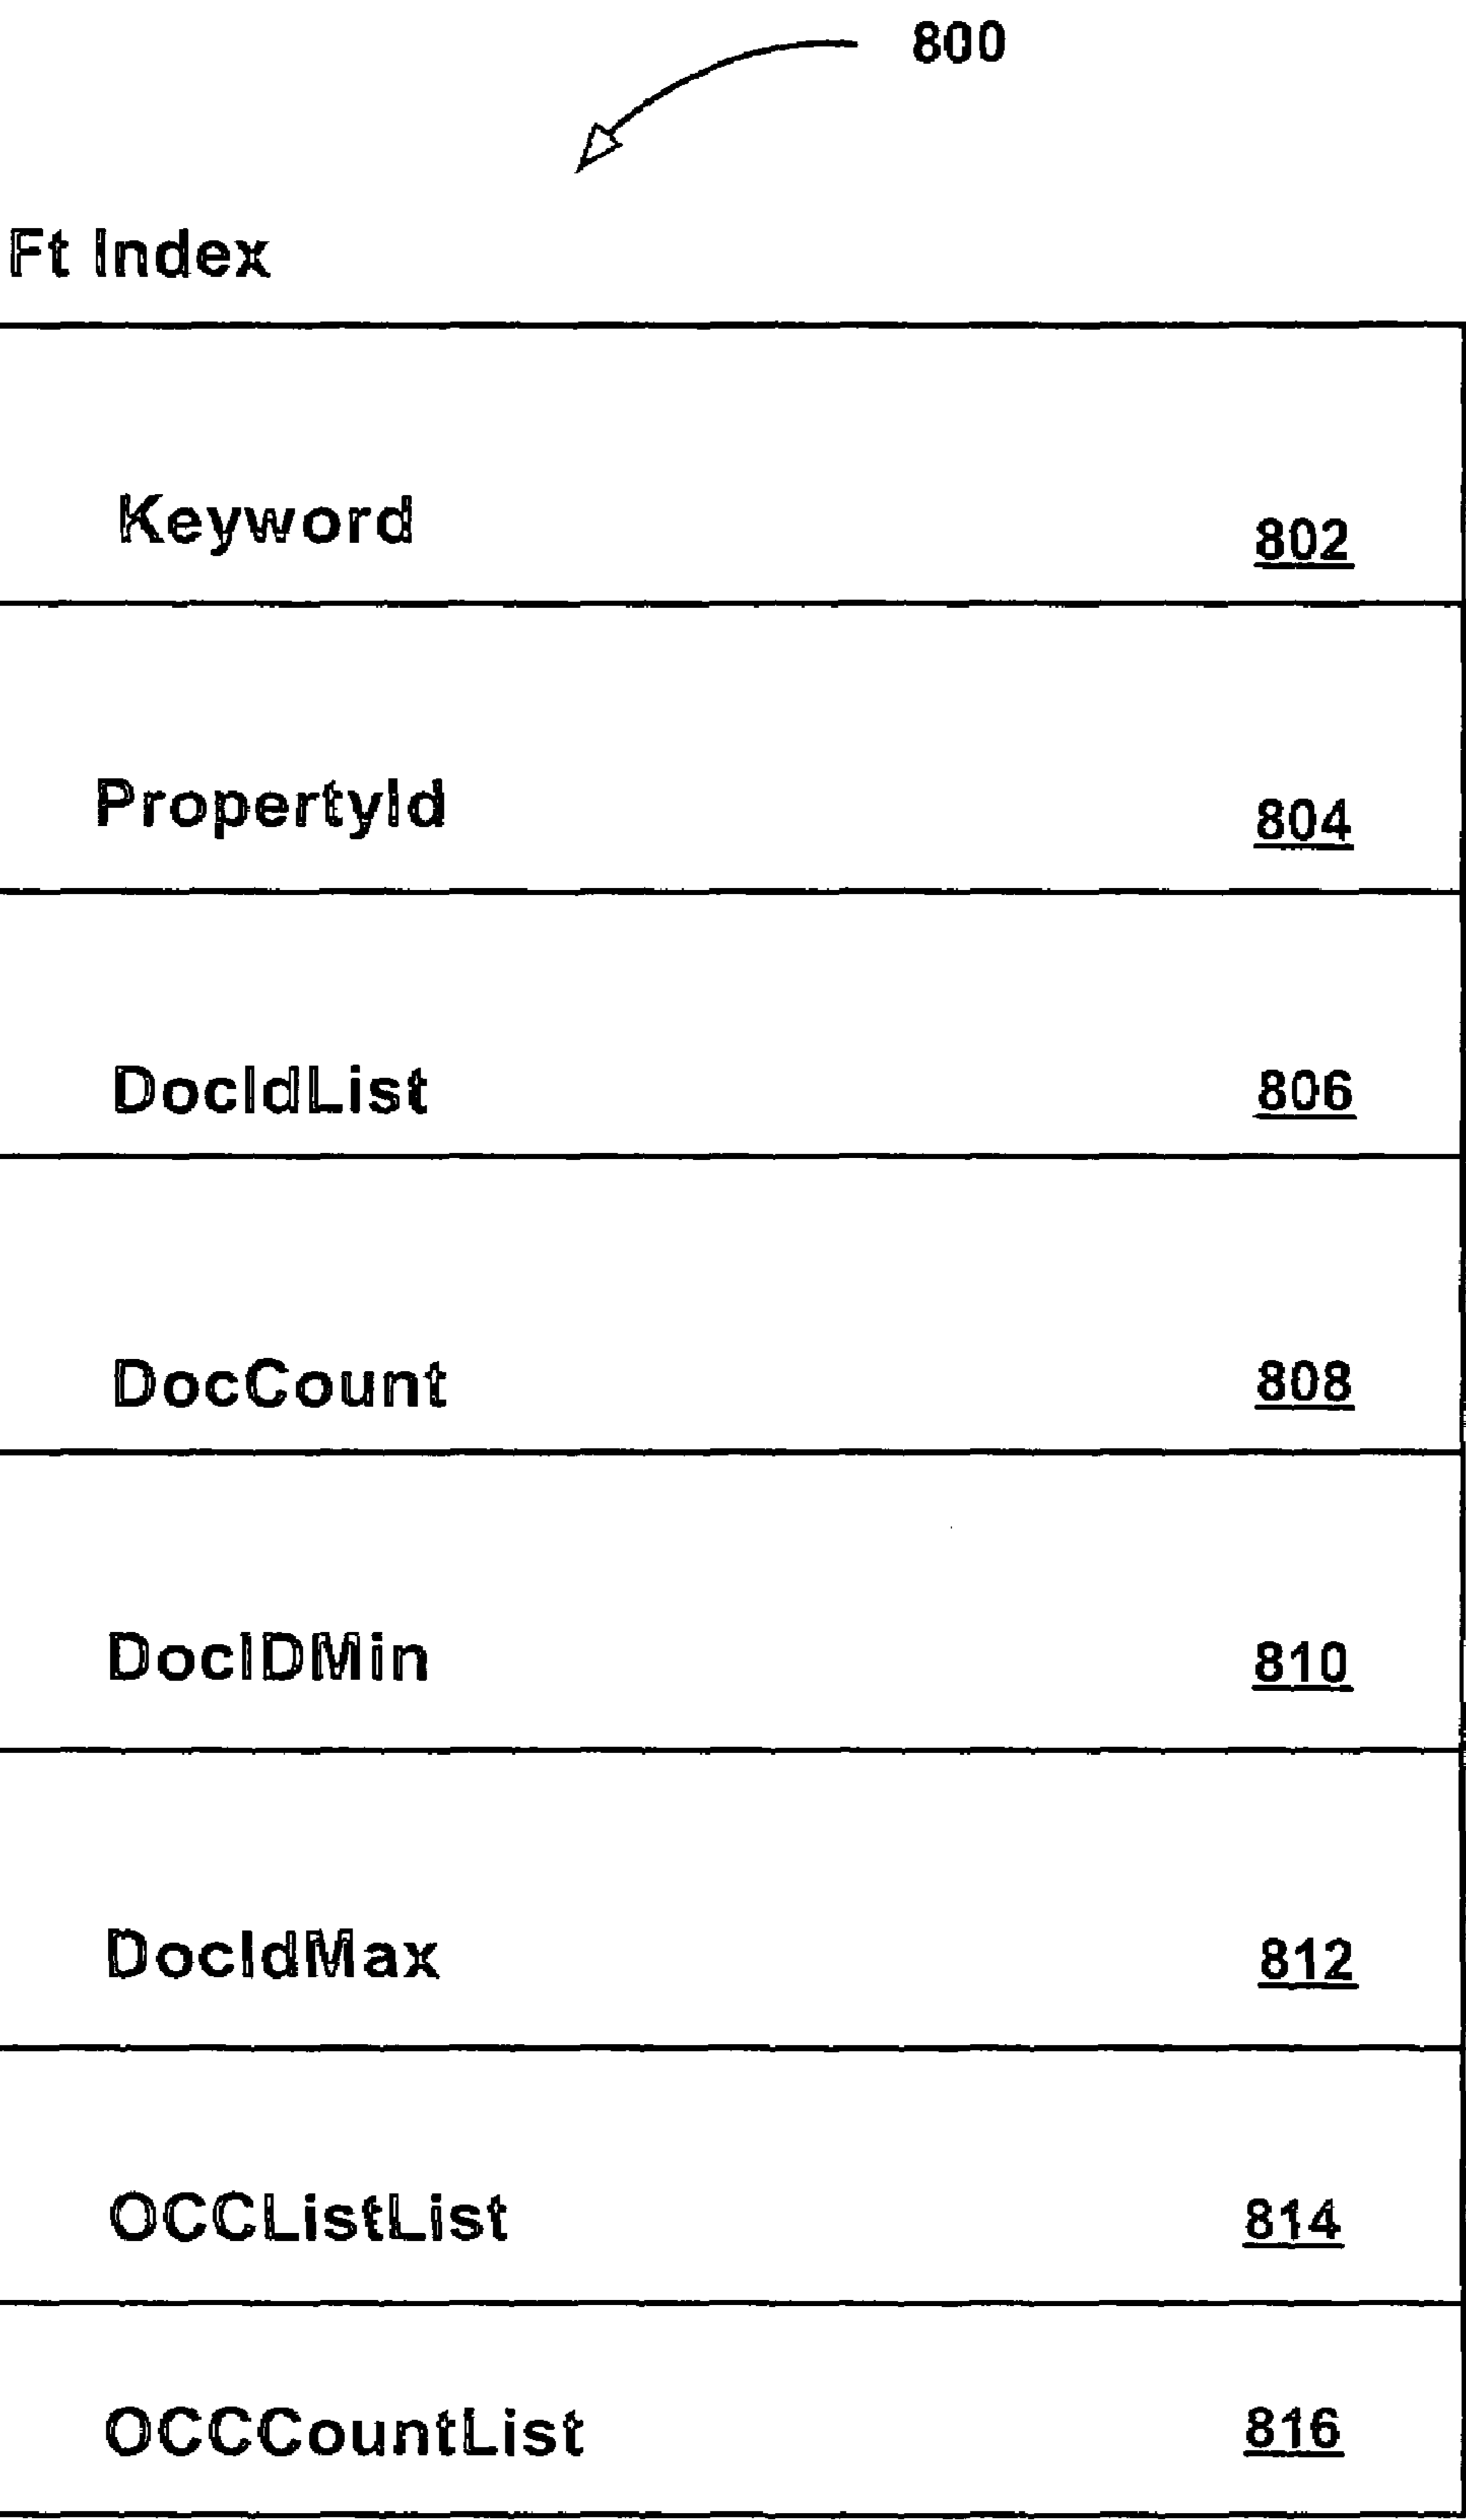 800
Ft Index
Keyword 802
PropertyId 804
DocIdList 806
DocCount 808
DocIDMin 810
DocIdMax 812
OCCListList 814
OCCCountList 816